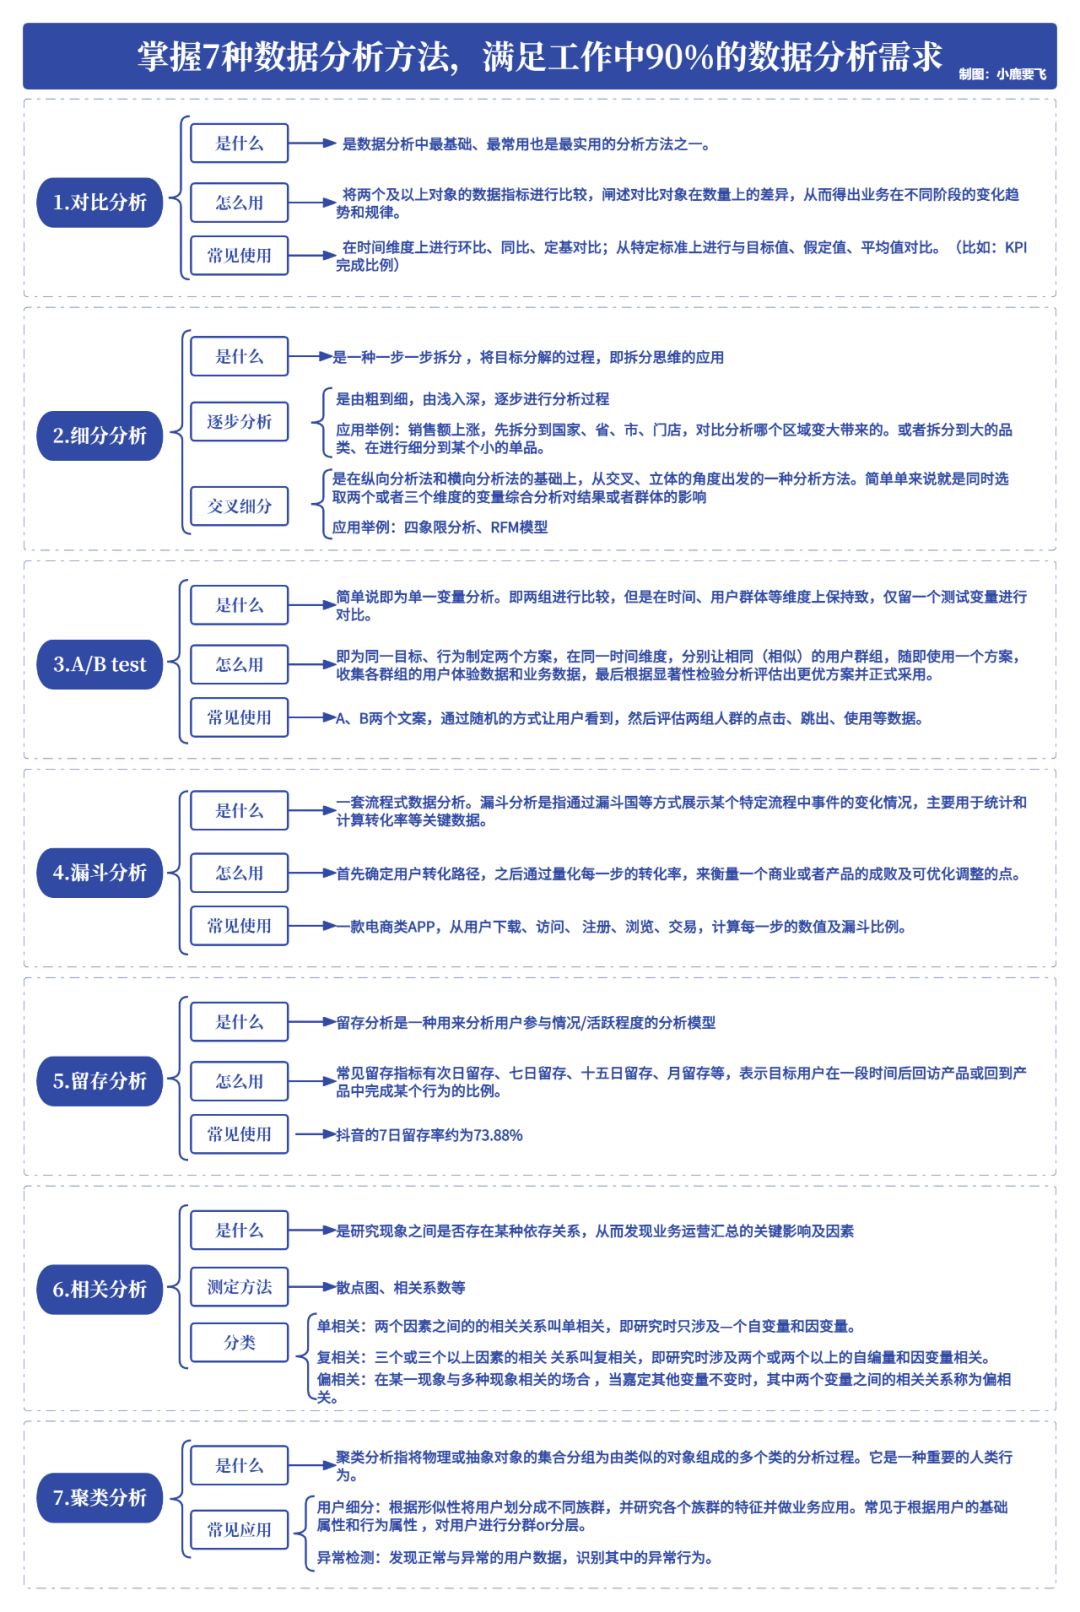 掌握7种数据分析方法，满足工作中90%的数据分析需求
制图：小鹿要飞
1.对比分析
是什么
是数据分析中最基础、最常用也是最实用的分析方法之一。
怎么用
将两个及以上对象的数据指标进行比较，阐述对比对象在数量上的差异，从而得出业务在不同阶段的变化趋
势和规律。
常见使用
在时间维度上进行环比、同比、定基对比；从特定标准上进行与目标值、假定值、平均值对比。（比如：KPI
完成比例）
2.细分分析
是什么
是一种一步一步拆分，将目标分解的过程，即拆分思维的应用
逐步分析
是由粗到细，由浅入深，逐步进行分析过程
应用举例：销售额上涨，先拆分到国家、省、市、门店，对比分析哪个区域变大带来的。或者拆分到大的品
类、在进行细分到某个小的单品。
交叉细分
是在纵向分析法和横向分析法的基础上，从交叉、立体的角度出发的一种分析方法。简单单来说就是同时选
取两个或者三个维度的变量综合分析对结果或者群体的影响
应用举例：四象限分析、RFM模型
3.A/B test
是什么
简单说即为单一变量分析。即两组进行比较，但是在时间、用户群体等维度上保持致，仅留一个测试变量进行
对比。
怎么用
即为同一目标、行为制定两个方案，在同一时间维度，分别让相同（相似）的用户群组，随即使用一个方案，
收集各群组的用户体验数据和业务数据，最后根据显著性检验分析评估出更优方案并正式采用。
常见使用
A、B两个文案，通过随机的方式让用户看到，然后评估两组人群的点击、跳出、使用等数据。
4.漏斗分析
是什么
一套流程式数据分析。漏斗分析是指通过漏斗国等方式展示某个特定流程中事件的变化情况，主要用于统计和
计算转化率等关键数据。
怎么用
首先确定用户转化路径，之后通过量化每一步的转化率，来衡量一个商业或者产品的成败及可优化调整的点。
常见使用
一款电商类APP，从用户下载、访问、 注册、浏览、交易，计算每一步的数值及漏斗比例。
5.留存分析
是什么
留存分析是一种用来分析用户参与情况/活跃程度的分析模型
怎么用
常见留存指标有次日留存、七日留存、十五日留存、月留存等，表示目标用户在一段时间后回访产品或回到产
品中完成某个行为的比例。
常见使用
抖音的7日留存率约为73.88%
6.相关分析
是什么
是研究现象之间是否存在某种依存关系，从而发现业务运营汇总的关键影响及因素
测定方法
散点图、相关系数等
分类
单相关：两个因素之间的的相关关系叫单相关，即研究时只涉及—个自变量和因变量。
复相关：三个或三个以上因素的相关 关系叫复相关，即研究时涉及两个或两个以上的自编量和因变量相关。
偏相关：在某一现象与多种现象相关的场合 ，当嘉定其他变量不变时，其中两个变量之间的相关关系称为偏相
关。
7.聚类分析
是什么
聚类分析指将物理或抽象对象的集合分组为由类似的对象组成的多个类的分析过程。它是一种重要的人类行
为。
常见应用
用户细分：根据形似性将用户划分成不同族群，并研究各个族群的特征并做业务应用。常见于根据用户的基础
属性和行为属性 ，对用户进行分群or分层。
异常检测：发现正常与异常的用户数据，识别其中的异常行为。